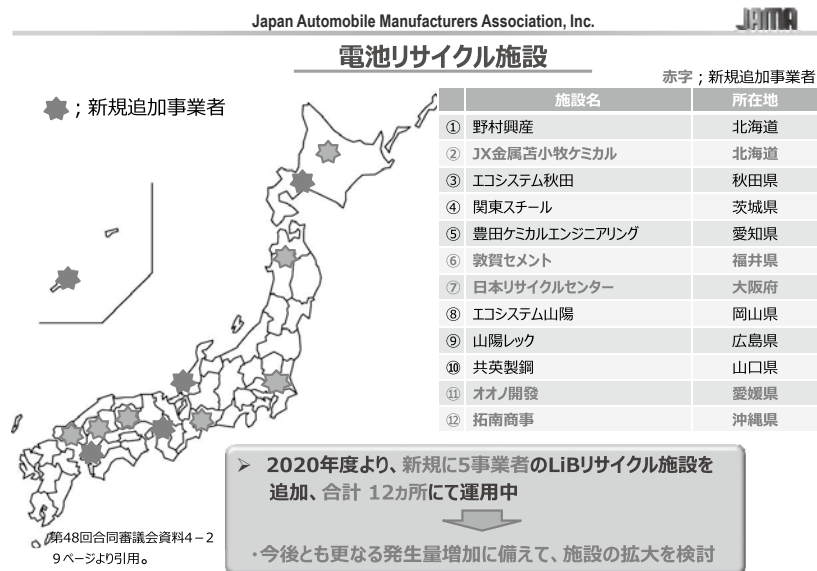 Japan Automobile Manufacturers Association, Inc.
JAMA
電池リサイクル施設
赤字；新規追加事業者
；新規追加事業者
施設名 所在地
① 野村興産 北海道
② JX金属苫小牧ケミカル 北海道
③ エコシステム秋田 秋田県
④ 関東スチール 茨城県
⑤ 豊田ケミカルエンジニアリング 愛知県
⑥ 敦賀セメント 福井県
⑦ 日本リサイクルセンター 大阪府
⑧ エコシステム山陽 岡山県
⑨ 山陽レック 広島県
⑩ 共英製鋼 山口県
⑪ オオノ開發 愛媛県
⑫ 拓南商事 沖縄県
➢ 2020年度より、新規に5事業者のLiBリサイクル施設を
追加、合計 12ヵ所にて運用中
・今後とも更なる発生量増加に備えて、施設の拡大を検討
第48回合同審議会資料4－2
9ページより引用。